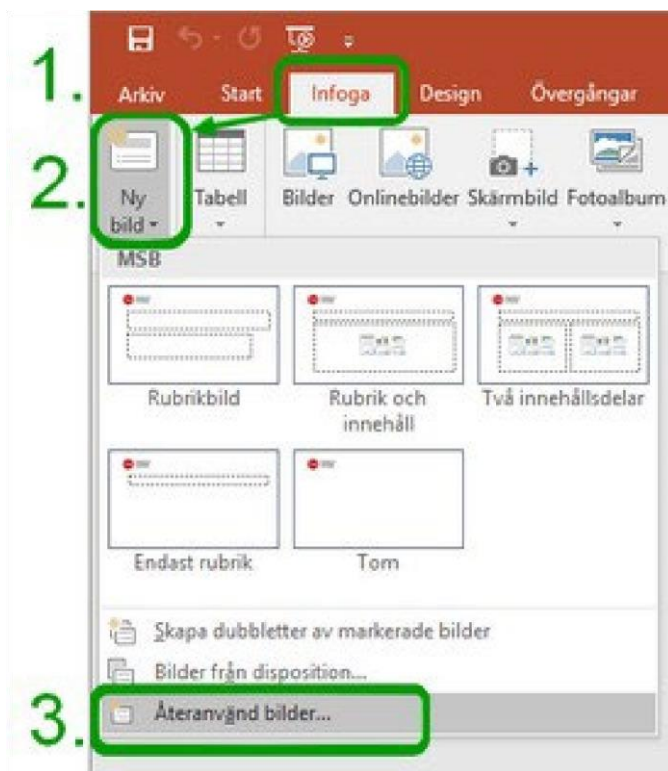 1.
Arkiv Start Infoga Design Övergångar
2.
Ny bild Tabell Bilder Onlinebilder Skärmbild Fotoalbum
MSB
Rubrikbild
Rubrik och innehåll
Två innehållsdelar
Endast rubrik
Tom
Skapa dubbletter av markerade bilder
Bilder från disposition...
3.
Återanvänd bilder...